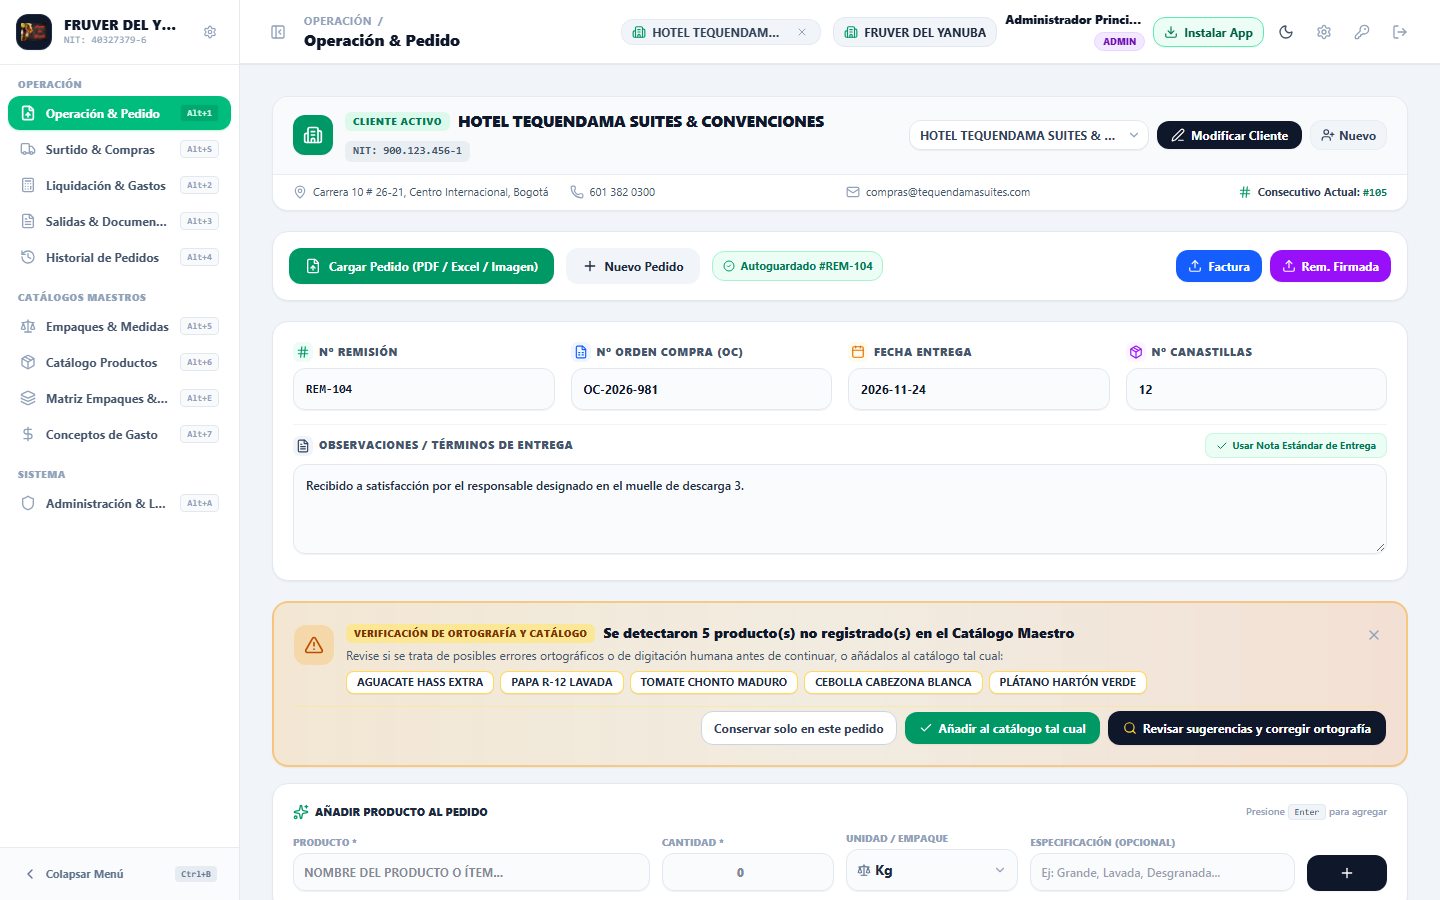 FRUVER DEL Y...
NIT: 40327379-6
OPERACIÓN
Operación & Pedido Alt+1
Surtido & Compras Alt+S
Liquidación & Gastos Alt+2
Salidas & Documen... Alt+3
Historial de Pedidos Alt+4
CATÁLOGOS MAESTROS
Empaques & Medidas Alt+5
Catálogo Productos Alt+6
Matriz Empaques &... Alt+E
Conceptos de Gasto Alt+7
SISTEMA
Administración & L... Alt+A
Colapsar Menú Ctrl+B
OPERACIÓN /
Operación & Pedido
HOTEL TEQUENDAM...
FRUVER DEL YANUBA
Administrador Princi...
ADMIN
Instalar App
CLIENTE ACTIVO HOTEL TEQUENDAMA SUITES & CONVENCIONES
NIT: 900.123.456-1
HOTEL TEQUENDAMA SUITES & ...
Modificar Cliente
Nuevo
Carrera 10 # 26-21, Centro Internacional, Bogotá
601 382 0300
compras@tequendamasuites.com
Consecutivo Actual: #105
Cargar Pedido (PDF / Excel / Imagen)
Nuevo Pedido
Autoguardado #REM-104
Factura
Rem. Firmada
Nº REMISIÓN
REM-104
Nº ORDEN COMPRA (OC)
OC-2026-981
FECHA ENTREGA
2026-11-24
Nº CANASTILLAS
12
OBSERVACIONES / TÉRMINOS DE ENTREGA
Usar Nota Estándar de Entrega
Recibido a satisfacción por el responsable designado en el muelle de descarga 3.
VERIFICACIÓN DE ORTOGRAFÍA Y CATÁLOGO Se detectaron 5 producto(s) no registrado(s) en el Catálogo Maestro
Revise si se trata de posibles errores ortográficos o de digitación humana antes de continuar, o añádalos al catálogo tal cual:
AGUACATE HASS EXTRA
PAPA R-12 LAVADA
TOMATE CHONTO MADURO
CEBOLLA CABEZONA BLANCA
PLÁTANO HARTÓN VERDE
Conservar solo en este pedido
Añadir al catálogo tal cual
Revisar sugerencias y corregir ortografía
AÑADIR PRODUCTO AL PEDIDO
Presione Enter para agregar
PRODUCTO *
NOMBRE DEL PRODUCTO O ÍTEM...
CANTIDAD *
0
UNIDAD / EMPAQUE
Kg
ESPECIFICACIÓN (OPCIONAL)
Ej: Grande, Lavada, Desgranada...